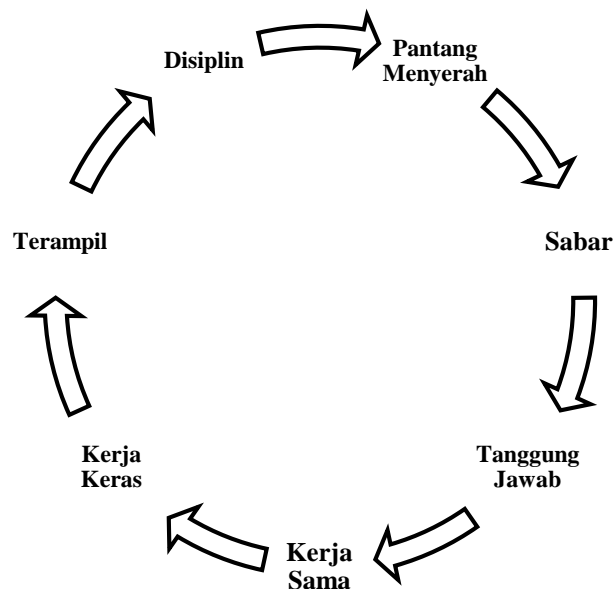 Disiplin
Pantang
Menyerah
Sabar
Tanggung
Jawab
Kerja
Sama
Kerja
Keras
Terampil